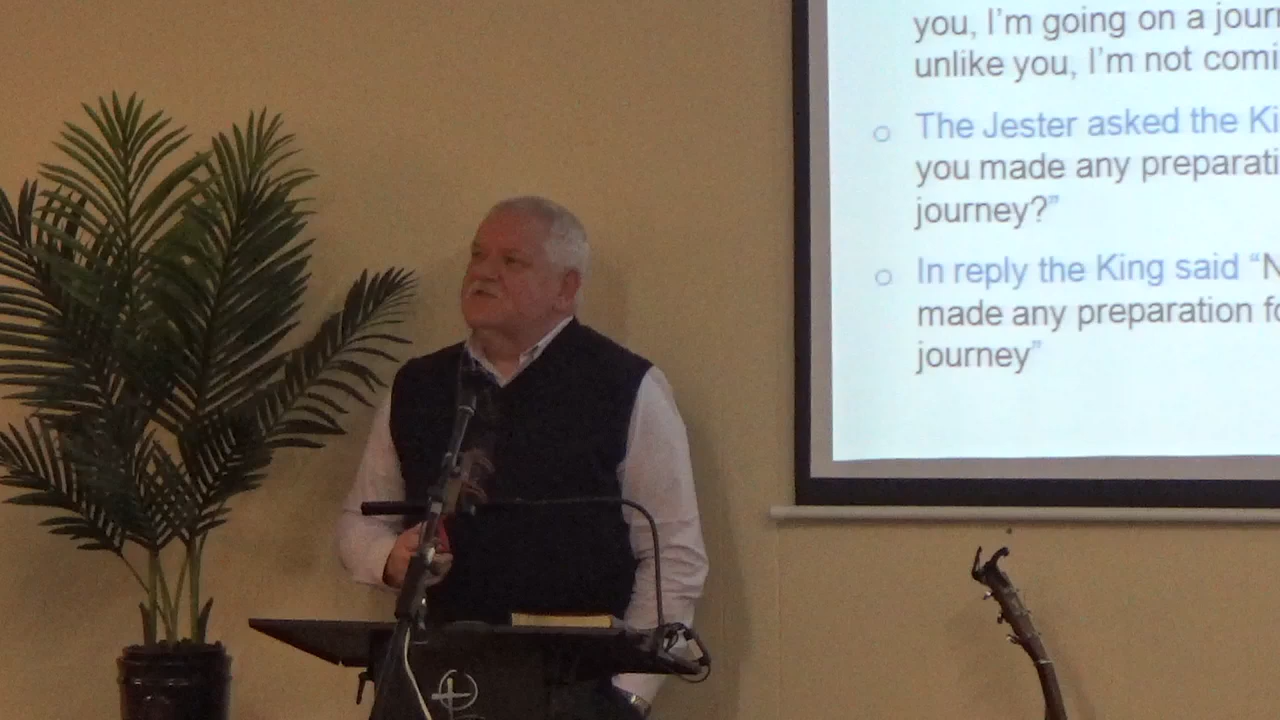 you, I'm going on a jour
unlike you, I'm not comi
The Jester asked the Ki
you made any preparati
journey?”
In reply the King said “N
made any preparation fo
journey”